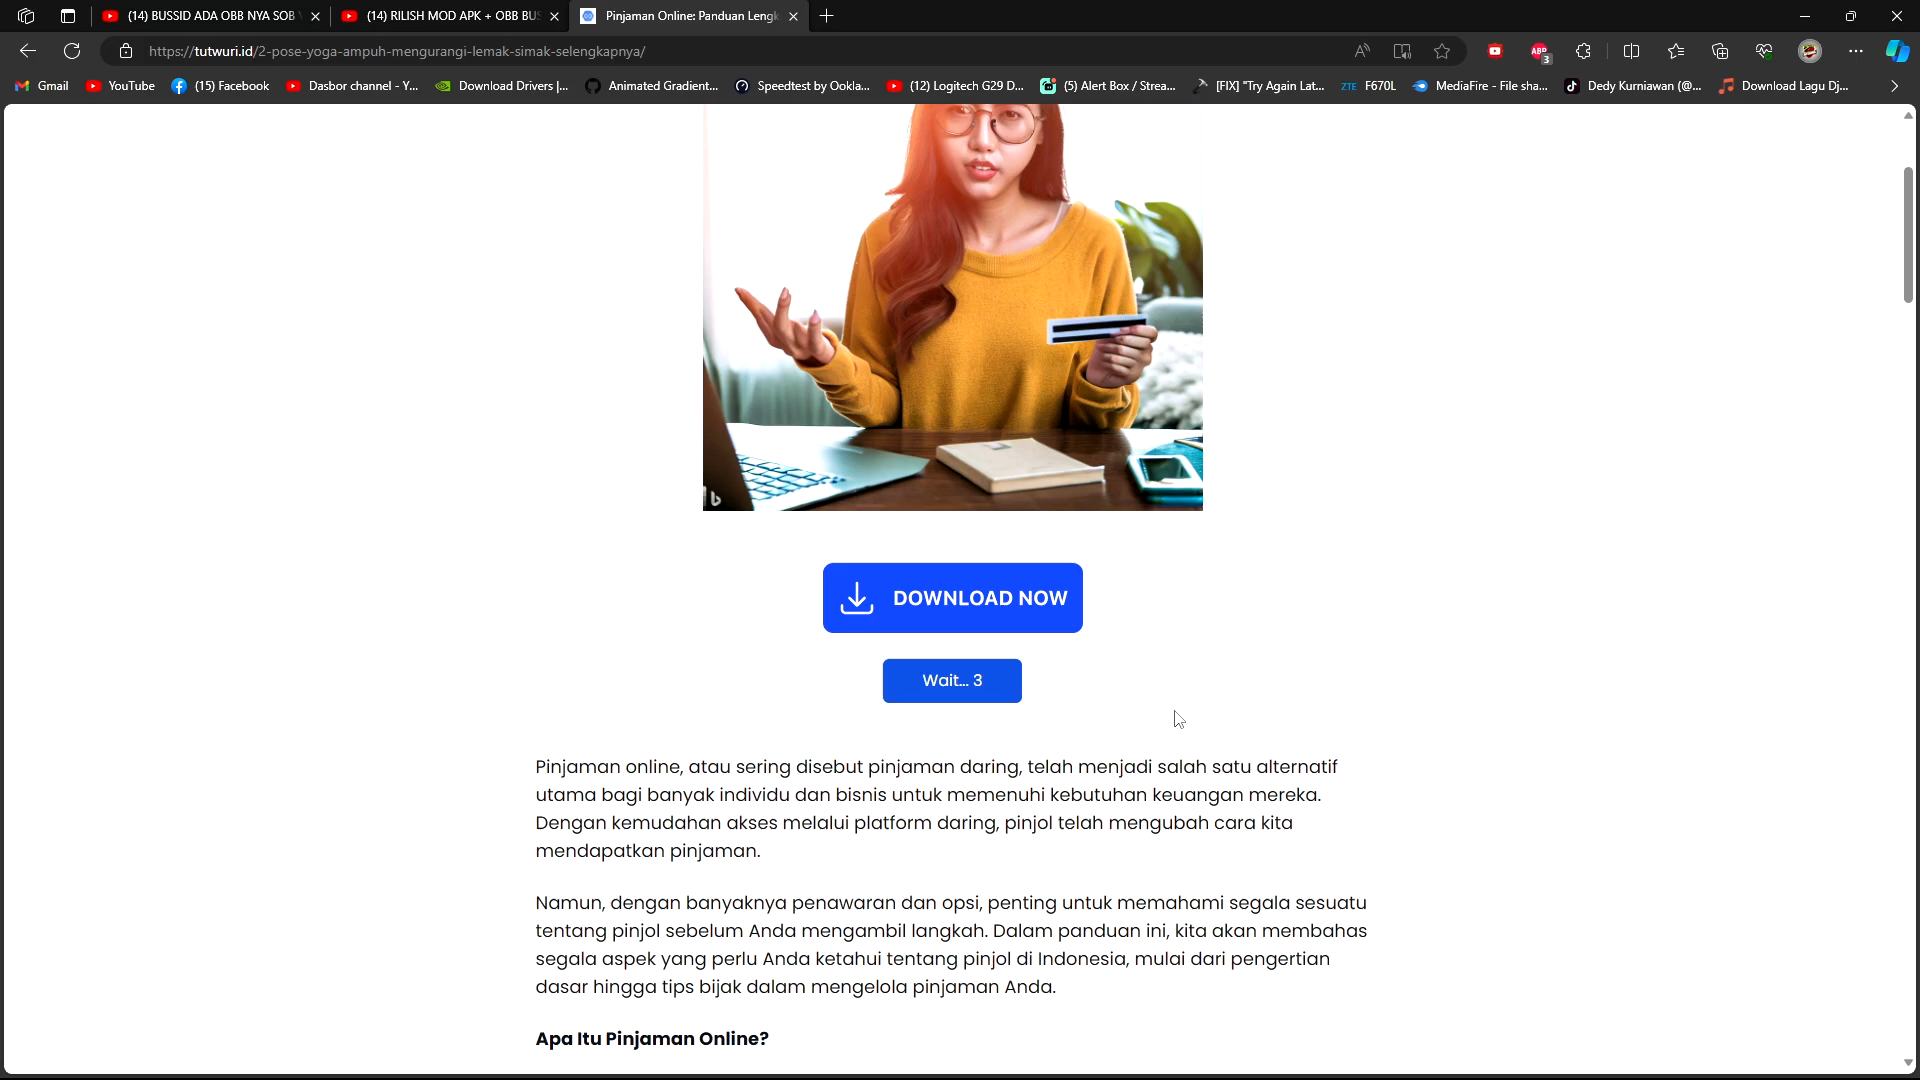 (14) BUSSID ADA OBB NYA SOB
(14) RILISH MOD APK + OBB BUS
Pinjaman Online: Panduan Lengk
https://tutwuri.id/2-pose-yoga-ampuh-mengurangi-lemak-simak-selengkapnya/
ABP
3
Gmail
YouTube
(15) Facebook
Dasbor channel - Y...
Download Drivers |...
Animated Gradient...
Speedtest by Ookla...
(12) Logitech G29 D...
(5) Alert Box / Strea...
[FIX] "Try Again Lat...
ZTE F670L
MediaFire - File sha...
Dedy Kurniawan (@...
Download Lagu Dj...
DOWNLOAD NOW
Wait... 3
Pinjaman online, atau sering disebut pinjaman daring, telah menjadi salah satu alternatif
utama bagi banyak individu dan bisnis untuk memenuhi kebutuhan keuangan mereka.
Dengan kemudahan akses melalui platform daring, pinjol telah mengubah cara kita
mendapatkan pinjaman.
Namun, dengan banyaknya penawaran dan opsi, penting untuk memahami segala sesuatu
tentang pinjol sebelum Anda mengambil langkah. Dalam panduan ini, kita akan membahas
segala aspek yang perlu Anda ketahui tentang pinjol di Indonesia, mulai dari pengertian
dasar hingga tips bijak dalam mengelola pinjaman Anda.
Apa Itu Pinjaman Online?